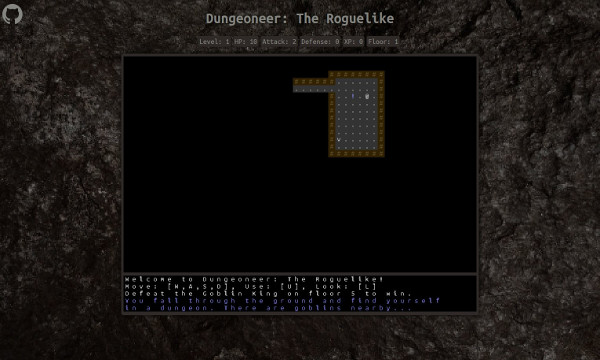 Dungeoneer: The Roguelike
Level: 1 HP: 10 Attack: 2 Defense: 0 XP: 0 Floor: 1
Welcome to Dungeoneer: The Roguelike!
Move: [W,A,S,D], Use: [U], Look: [L]
Defeat the Goblin King on floor 5 to win.
You fall through the ground and find yourself
in a dungeon. There are goblins nearby...